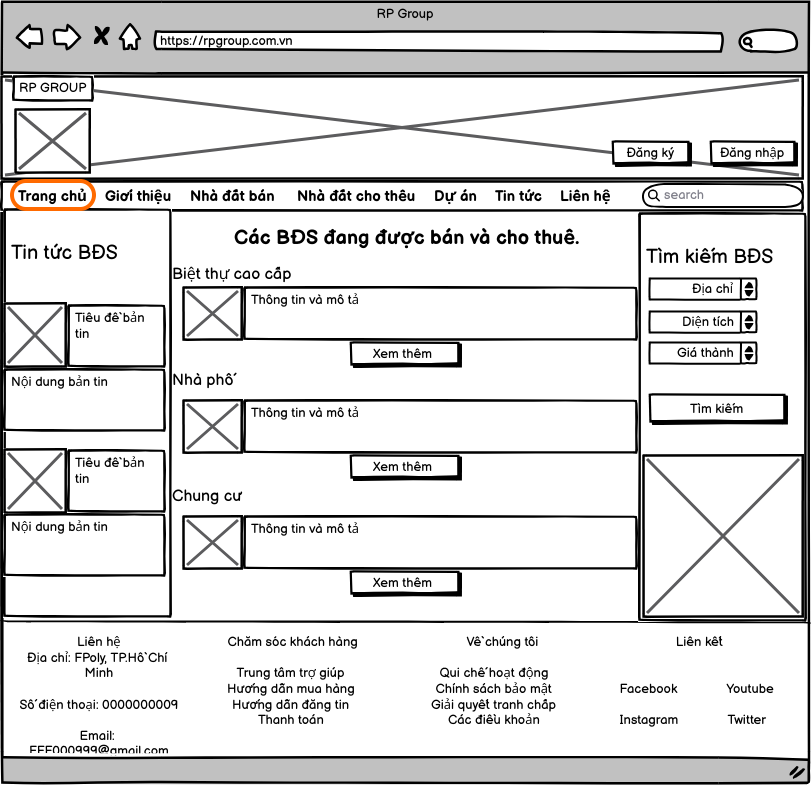 RP Group
https://rpgroup.com.vn
RP GROUP
Đăng ký
Đăng nhập
Trang chủ
Giới thiệu
Nhà đất bán
Nhà đất cho thêu
Dự án
Tin tức
Liên hệ
search
Tin tức BĐS
Tiêu đề bản
tin
Nội dung bản tin
Tiêu đề bản
tin
Nội dung bản tin
Các BĐS đang được bán và cho thuê.
Biệt thự cao cấp
Thông tin và mô tả
Xem thêm
Nhà phố
Thông tin và mô tả
Xem thêm
Chung cư
Thông tin và mô tả
Xem thêm
Tìm kiếm BĐS
Địa chỉ
Diện tích
Giá thành
Tìm kiếm
Liên hệ
Địa chỉ: FPoly, TP.Hồ Chí
Minh
Số điện thoại: 0000000009
Email:
FFF000999@gmail.com
Chăm sóc khách hàng
Trung tâm trợ giúp
Hướng dẫn mua hàng
Hướng dẫn đăng tin
Thanh toán
Về chúng tôi
Qui chế hoạt động
Chính sách bảo mật
Giải quyết tranh chấp
Các điều khoản
Liên kết
Facebook
Youtube
Instagram
Twitter